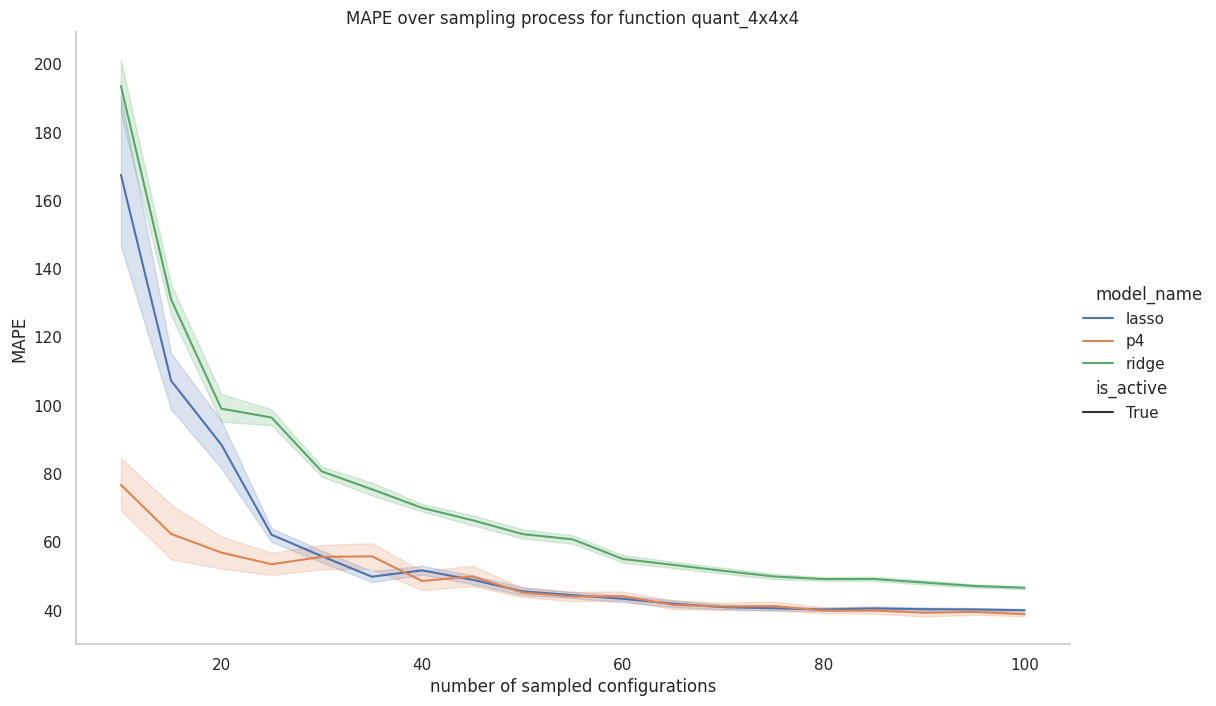 MAPE over sampling process for function quant_4x4x4
MAPE
200
180
160
140
120
100
80
60
40
20
40
60
80
100
number of sampled configurations
model_name
lasso
p4
ridge
is_active
True